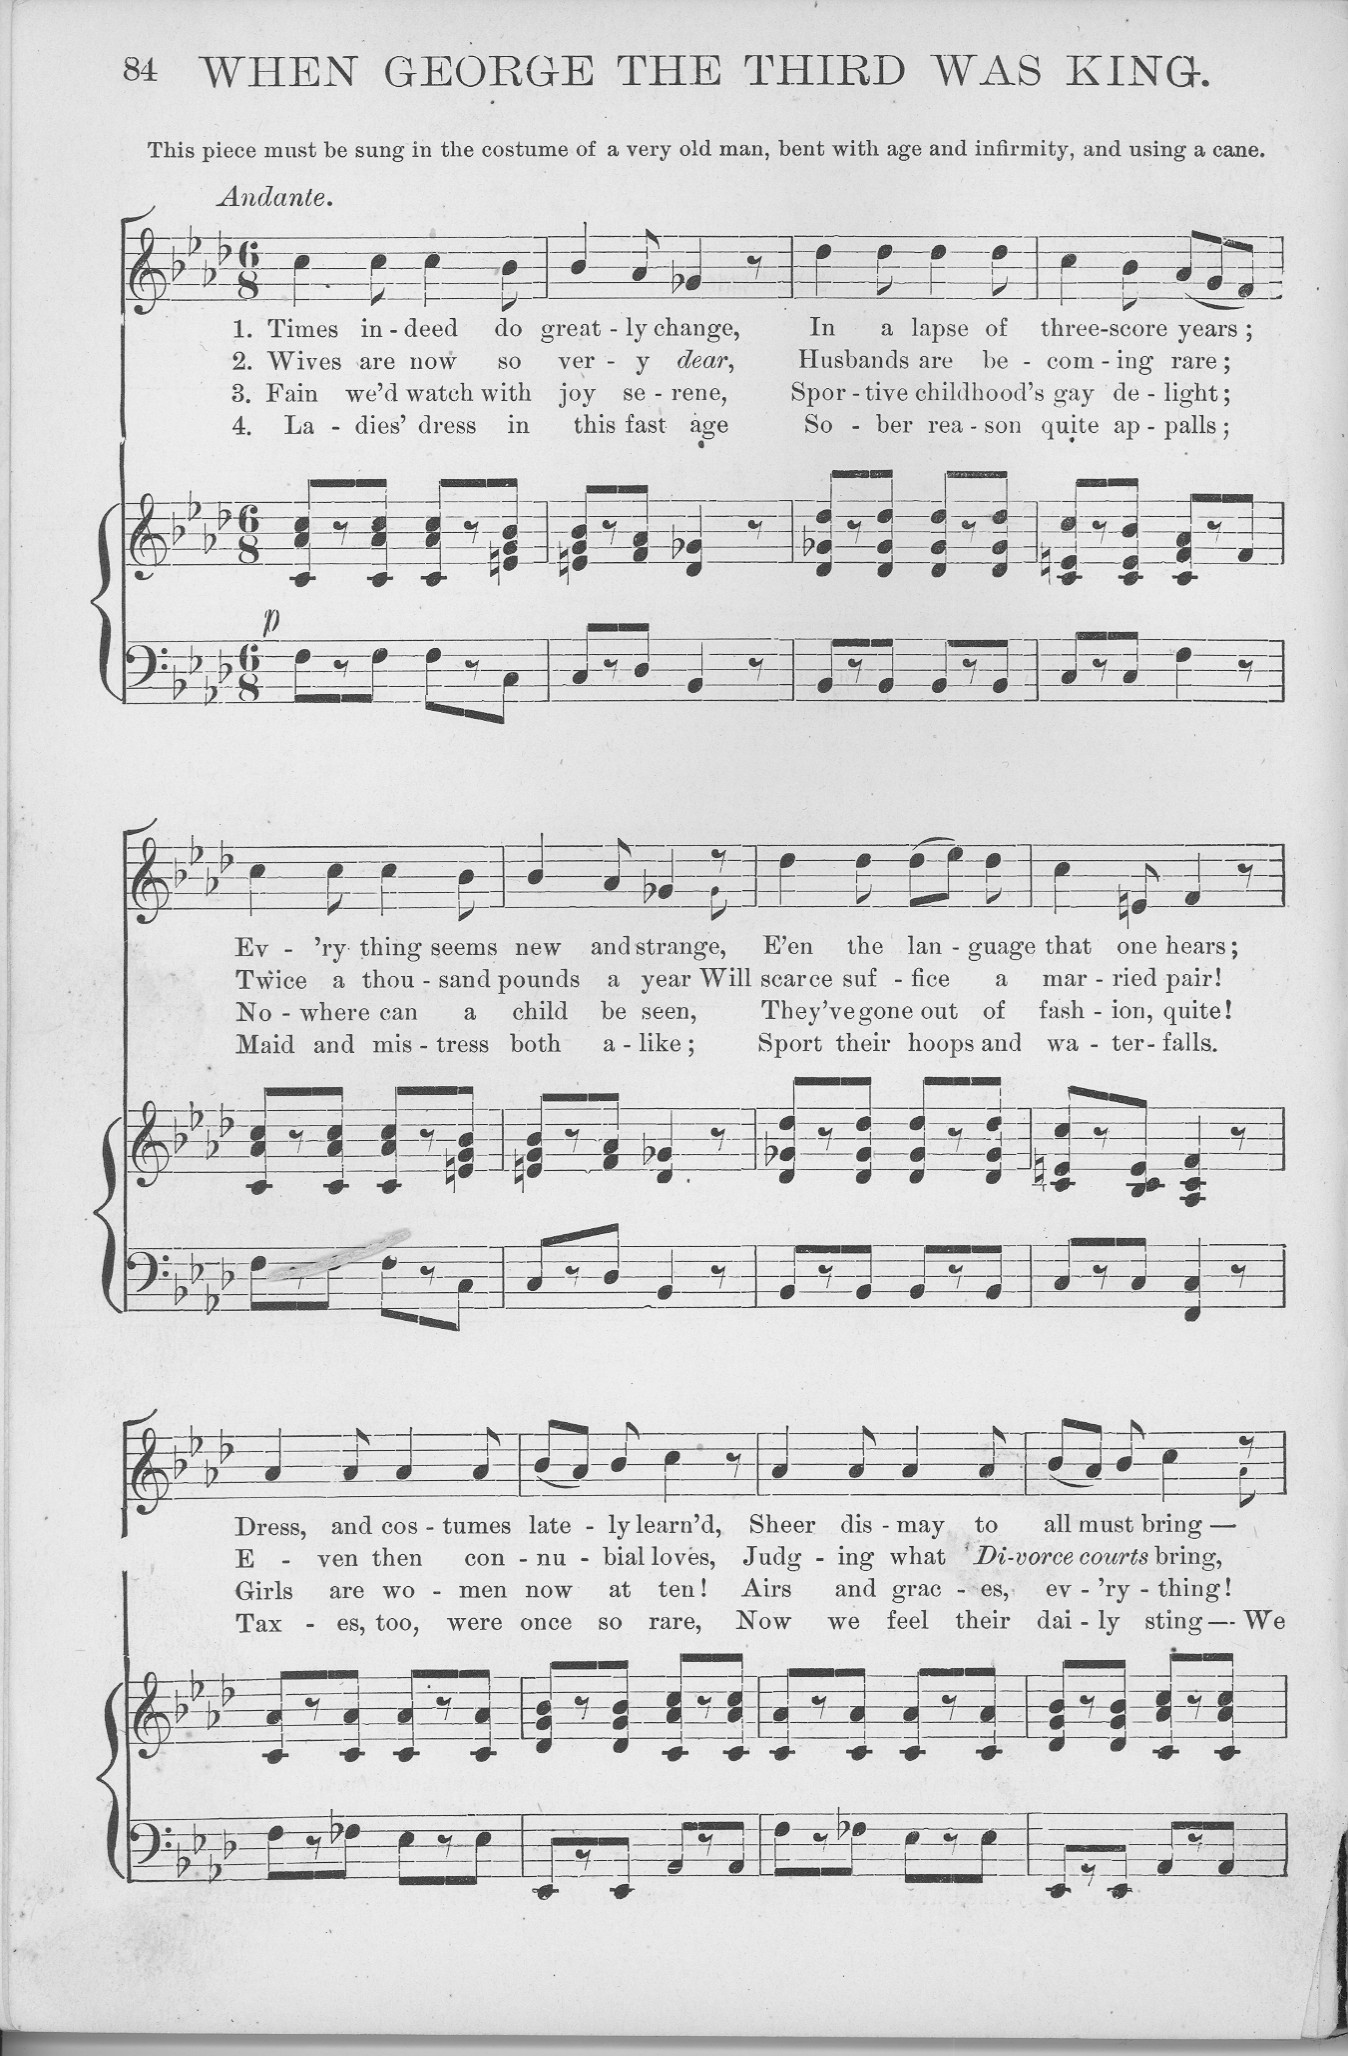 84 WHEN GEORGE THE THIRD WAS KING.
This piece must be sung in the costume of a very old man, bent with age and infirmity, and using a cane.
Andante.
1. Times in - deed do great - ly change, In a lapse of three-score years;
2. Wives are now so ver - y dear, Husbands are be - com - ing rare;
3. Fain we'd watch with joy se - rene, Spor - tive childhood's gay de - light;
4. La - dies' dress in this fast age So - ber rea - son quite ap - palls;
p
Ev - 'ry thing seems new and strange, E'en the lan - guage that one hears;
Twice a thou - sand pounds a year Will scarce suf - fice a mar - ried pair!
No - where can a child be seen, They've gone out of fash - ion, quite!
Maid and mis - tress both a - like; Sport their hoops and wa - ter - falls.
Dress, and cos - tumes late - ly learn'd, Sheer dis - may to all must bring —
E - ven then con - nu - bial loves, Judg - ing what Di-vorce courts bring,
Girls are wo - men now at ten! Airs and grac - es, ev - 'ry - thing!
Tax - es, too, were once so rare, Now we feel their dai - ly sting — We